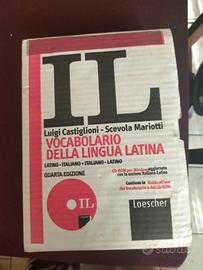 IL
Luigi Castiglioni - Scevola Mariotti
VOCABOLARIO
DELLA LINGUA LATINA
LATINO • ITALIANO • ITALIANO • LATINO
QUARTA EDIZIONE
CD-ROM per Windows aggiornato
con la sezione Italiano Latino
Contiene la Guida all'uso
del Vocabolario e del CD-ROM
IL
Loescher
subito